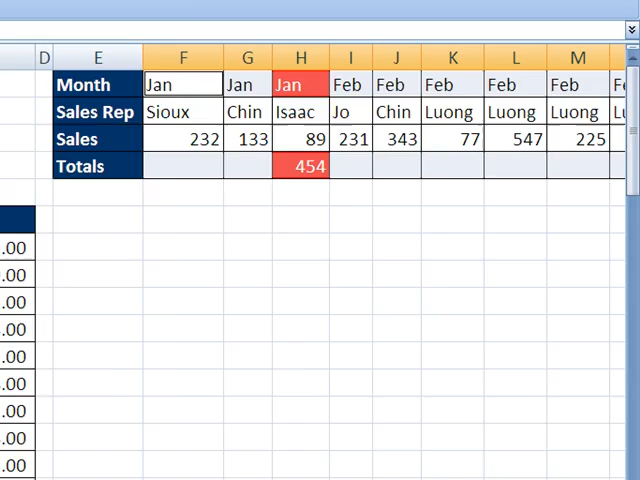 D E F G H I J K L M
Month Jan Jan Jan Feb Feb Feb Feb Feb
Sales Rep Sioux Chin Isaac Jo Chin Luong Luong Luong
Sales 232 133 89 231 343 77 547 225
Totals 454
.00
.00
.00
.00
.00
.00
.00
.00
.00